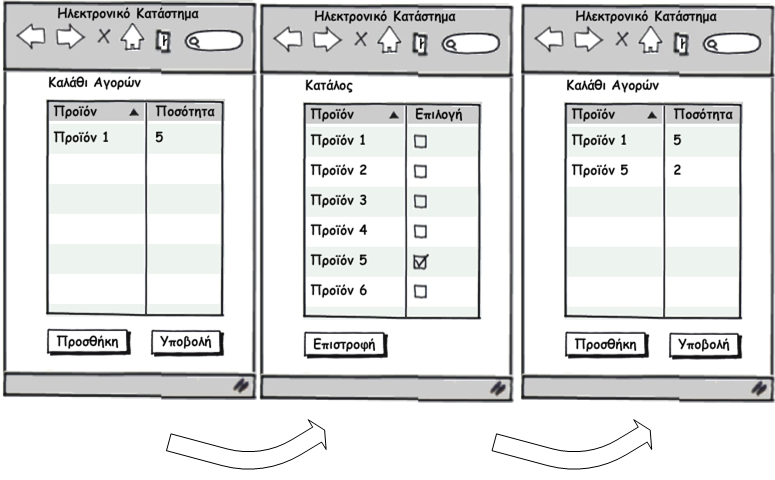 Ηλεκτρονικό Κατάστημα
Καλάθι Αγορών
Προϊόν Ποσότητα
Προϊόν 1 5
Προσθήκη Υποβολή
Ηλεκτρονικό Κατάστημα
Κατάλος
Προϊόν Επιλογή
Προϊόν 1
Προϊόν 2
Προϊόν 3
Προϊόν 4
Προϊόν 5
Προϊόν 6
Επιστροφή
Ηλεκτρονικό Κατάστημα
Καλάθι Αγορών
Προϊόν Ποσότητα
Προϊόν 1 5
Προϊόν 5 2
Προσθήκη Υποβολή